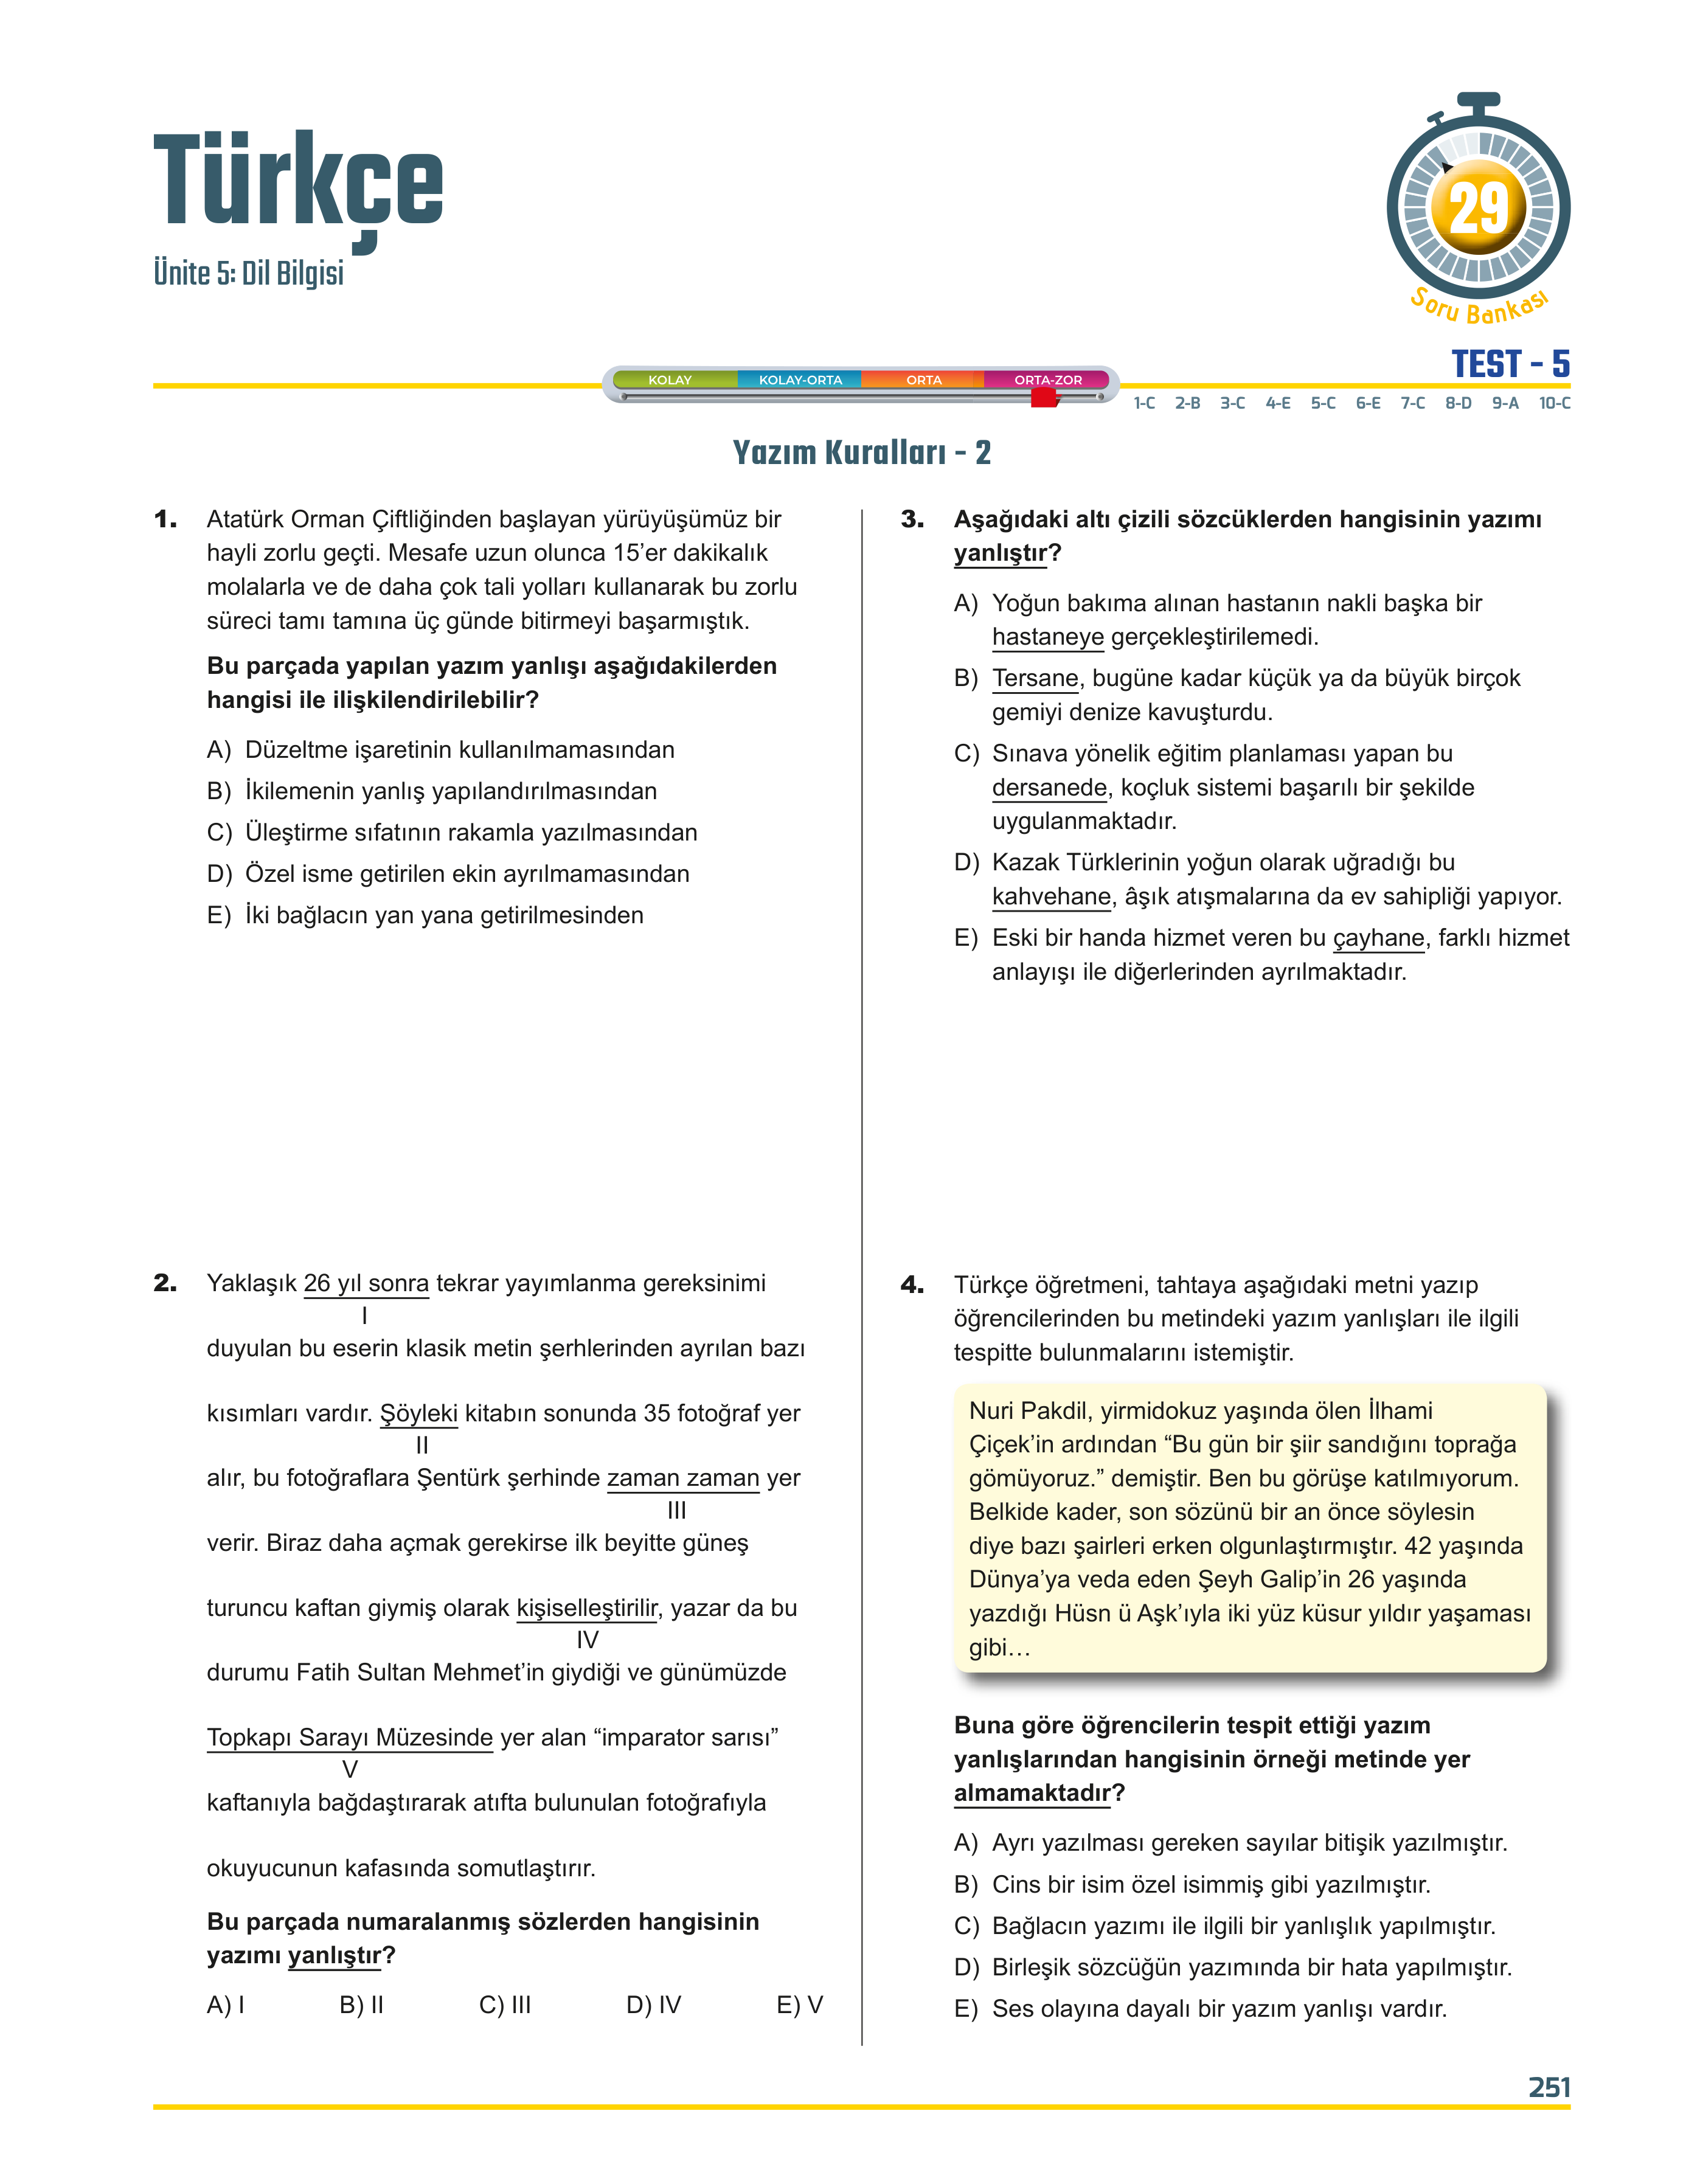 Türkçe
Ünite 5: Dil Bilgisi
29
Soru Bankası
TEST - 5
KOLAY KOLAY-ORTA ORTA ORTA-ZOR
1-C 2-B 3-C 4-E 5-C 6-E 7-C 8-D 9-A 10-C
Yazım Kuralları - 2
1. Atatürk Orman Çiftliğinden başlayan yürüyüşümüz bir
hayli zorlu geçti. Mesafe uzun olunca 15’er dakikalık
molalarla ve de daha çok tali yolları kullanarak bu zorlu
süreci tamı tamına üç günde bitirmeyi başarmıştık.
Bu parçada yapılan yazım yanlışı aşağıdakilerden
hangisi ile ilişkilendirilebilir?
A) Düzeltme işaretinin kullanılmamasından
B) İkilemenin yanlış yapılandırılmasından
C) Üleştirme sıfatının rakamla yazılmasından
D) Özel isme getirilen ekin ayrılmamasından
E) İki bağlacın yan yana getirilmesinden
2. Yaklaşık 26 yıl sonra tekrar yayımlanma gereksinimi
I
duyulan bu eserin klasik metin şerhlerinden ayrılan bazı
kısımları vardır. Şöyleki kitabın sonunda 35 fotoğraf yer
II
alır, bu fotoğraflara Şentürk şerhinde zaman zaman yer
III
verir. Biraz daha açmak gerekirse ilk beyitte güneş
turuncu kaftan giymiş olarak kişiselleştirilir, yazar da bu
IV
durumu Fatih Sultan Mehmet’in giydiği ve günümüzde
Topkapı Sarayı Müzesinde yer alan “imparator sarısı”
V
kaftanıyla bağdaştırarak atıfta bulunulan fotoğrafıyla
okuyucunun kafasında somutlaştırır.
Bu parçada numaralanmış sözlerden hangisinin
yazımı yanlıştır?
A) I B) II C) III D) IV E) V
3. Aşağıdaki altı çizili sözcüklerden hangisinin yazımı
yanlıştır?
A) Yoğun bakıma alınan hastanın nakli başka bir
hastaneye gerçekleştirilemedi.
B) Tersane, bugüne kadar küçük ya da büyük birçok
gemiyi denize kavuşturdu.
C) Sınava yönelik eğitim planlaması yapan bu
dersanede, koçluk sistemi başarılı bir şekilde
uygulanmaktadır.
D) Kazak Türklerinin yoğun olarak uğradığı bu
kahvehane, âşık atışmalarına da ev sahipliği yapıyor.
E) Eski bir handa hizmet veren bu çayhane, farklı hizmet
anlayışı ile diğerlerinden ayrılmaktadır.
4. Türkçe öğretmeni, tahtaya aşağıdaki metni yazıp
öğrencilerinden bu metindeki yazım yanlışları ile ilgili
tespitte bulunmalarını istemiştir.
Nuri Pakdil, yirmidokuz yaşında ölen İlhami
Çiçek’in ardından “Bu gün bir şiir sandığını toprağa
gömüyoruz.” demiştir. Ben bu görüşe katılmıyorum.
Belkide kader, son sözünü bir an önce söylesin
diye bazı şairleri erken olgunlaştırmıştır. 42 yaşında
Dünya’ya veda eden Şeyh Galip’in 26 yaşında
yazdığı Hüsn ü Aşk’ıyla iki yüz küsur yıldır yaşaması
gibi…
Buna göre öğrencilerin tespit ettiği yazım
yanlışlarından hangisinin örneği metinde yer
almamaktadır?
A) Ayrı yazılması gereken sayılar bitişik yazılmıştır.
B) Cins bir isim özel isimmiş gibi yazılmıştır.
C) Bağlacın yazımı ile ilgili bir yanlışlık yapılmıştır.
D) Birleşik sözcüğün yazımında bir hata yapılmıştır.
E) Ses olayına dayalı bir yazım yanlışı vardır.
251